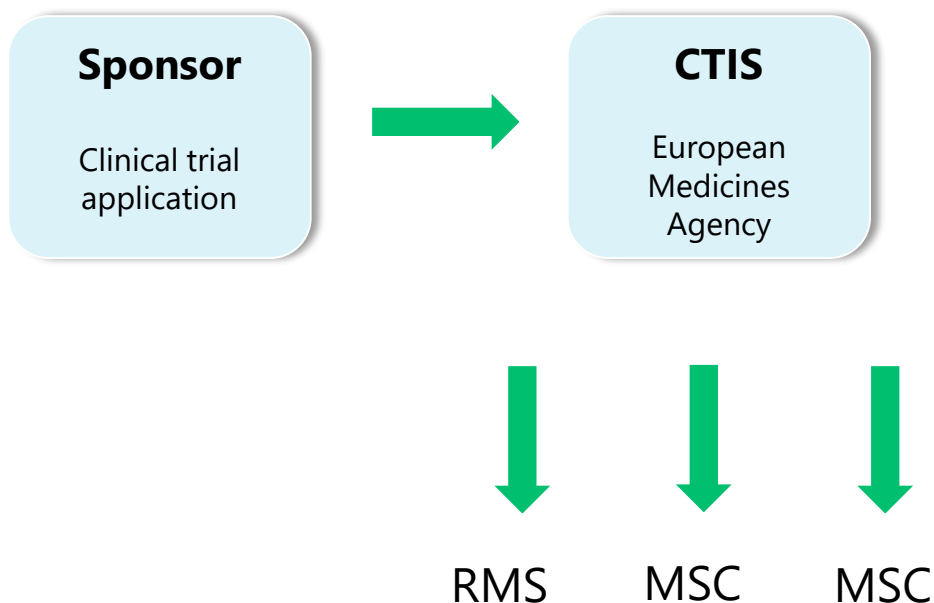 Sponsor
Clinical trial
application
CTIS
European
Medicines
Agency
RMS
MSC
MSC